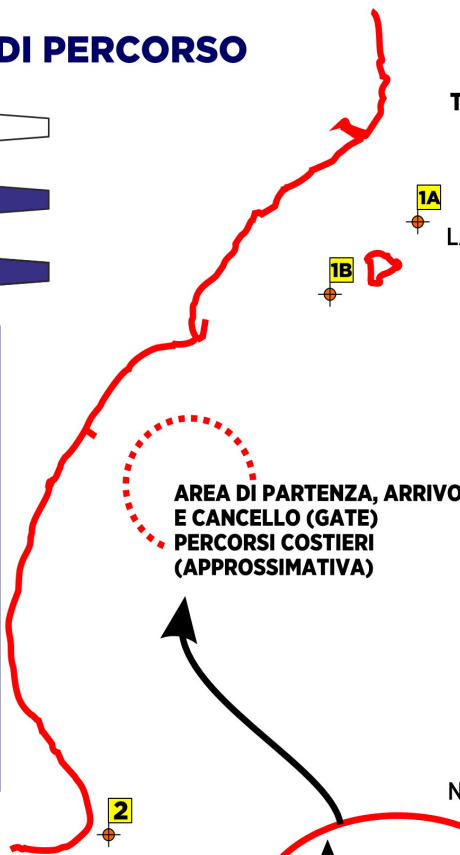 DI PERCORSO
1A
1B
AREA DI PARTENZA, ARRIVO
E CANCELLO (GATE)
PERCORSI COSTIERI
(APPROSSIMATIVA)
2